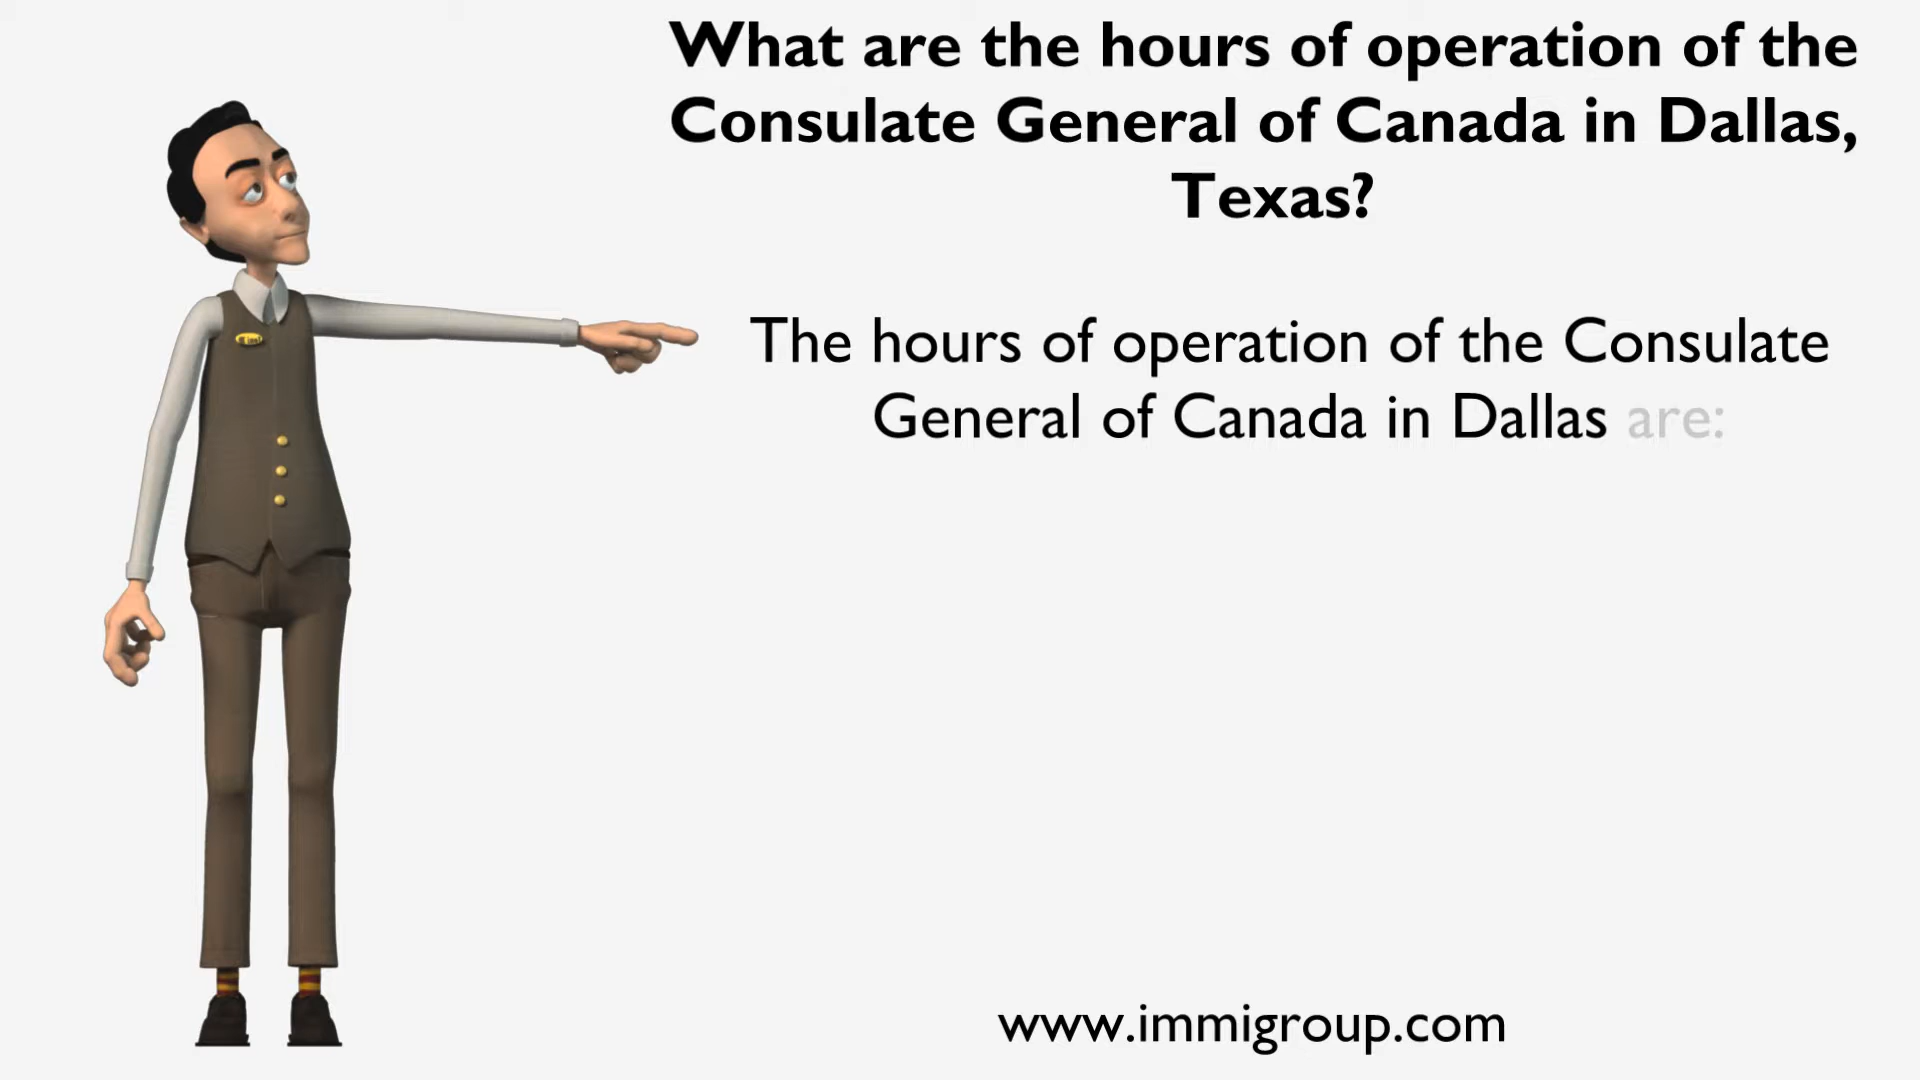 What are the hours of operation of the
Consulate General of Canada in Dallas,
Texas?
The hours of operation of the Consulate
General of Canada in Dallas are:
www.immigroup.com